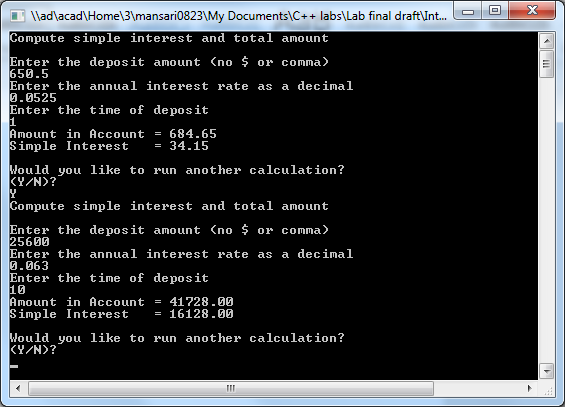 \\ad\acad\Home\3\mansari0823\My Documents\C++ labs\Lab final draft\Int...
Compute simple interest and total amount
Enter the deposit amount (no $ or comma)
650.5
Enter the annual interest rate as a decimal
0.0525
Enter the time of deposit
1
Amount in Account = 684.65
Simple Interest   = 34.15
Would you like to run another calculation?
(Y/N)?
Y
Compute simple interest and total amount
Enter the deposit amount (no $ or comma)
25600
Enter the annual interest rate as a decimal
0.063
Enter the time of deposit
10
Amount in Account = 41728.00
Simple Interest   = 16128.00
Would you like to run another calculation?
(Y/N)?